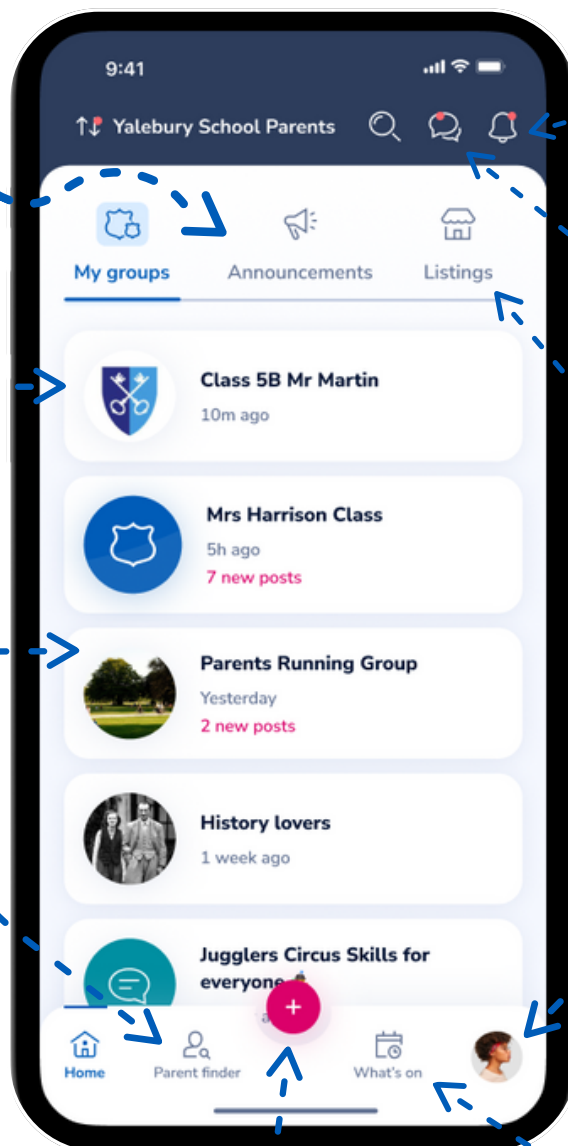 9:41
Yalebury School Parents
My groups
Announcements
Listings
Class 5B Mr Martin
10m ago
Mrs Harrison Class
5h ago
7 new posts
Parents Running Group
Yesterday
2 new posts
History lovers
1 week ago
Jugglers Circus Skills for
everyone
Home
Parent finder
What's on